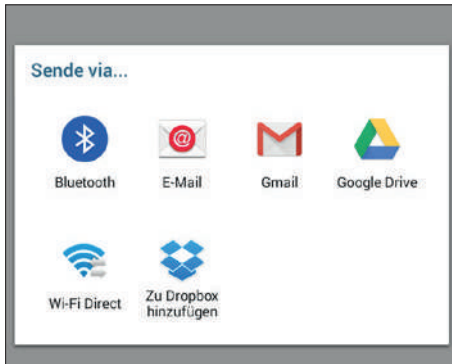 Sende via...
Bluetooth
E-Mail
Gmail
Google Drive
Wi-Fi Direct
Zu Dropbox
hinzufügen